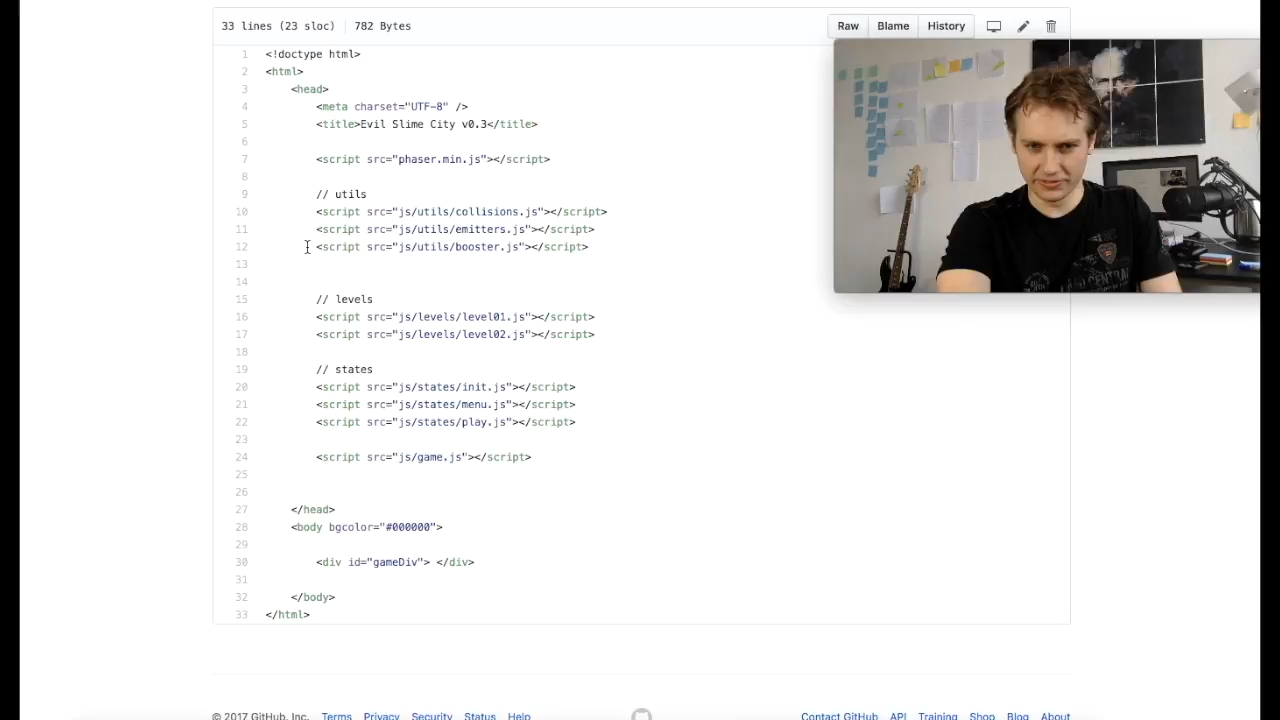 33 lines (23 sloc) 782 Bytes Raw Blame History
1 <!doctype html>
2 <html>
3 <head>
4 <meta charset="UTF-8" />
5 <title>Evil Slime City v0.3</title>
6
7 <script src="phaser.min.js"></script>
8
9 // utils
10 <script src="js/utils/collisions.js"></script>
11 <script src="js/utils/emitters.js"></script>
12 <script src="js/utils/booster.js"></script>
13
14
15 // levels
16 <script src="js/levels/level01.js"></script>
17 <script src="js/levels/level02.js"></script>
18
19 // states
20 <script src="js/states/init.js"></script>
21 <script src="js/states/menu.js"></script>
22 <script src="js/states/play.js"></script>
23
24 <script src="js/game.js"></script>
25
26
27 </head>
28 <body bgcolor="#000000">
29
30 <div id="gameDiv"> </div>
31
32 </body>
33 </html>
© 2017 GitHub, Inc. Terms Privacy Security Status Help Contact GitHub API Training Shop Blog About